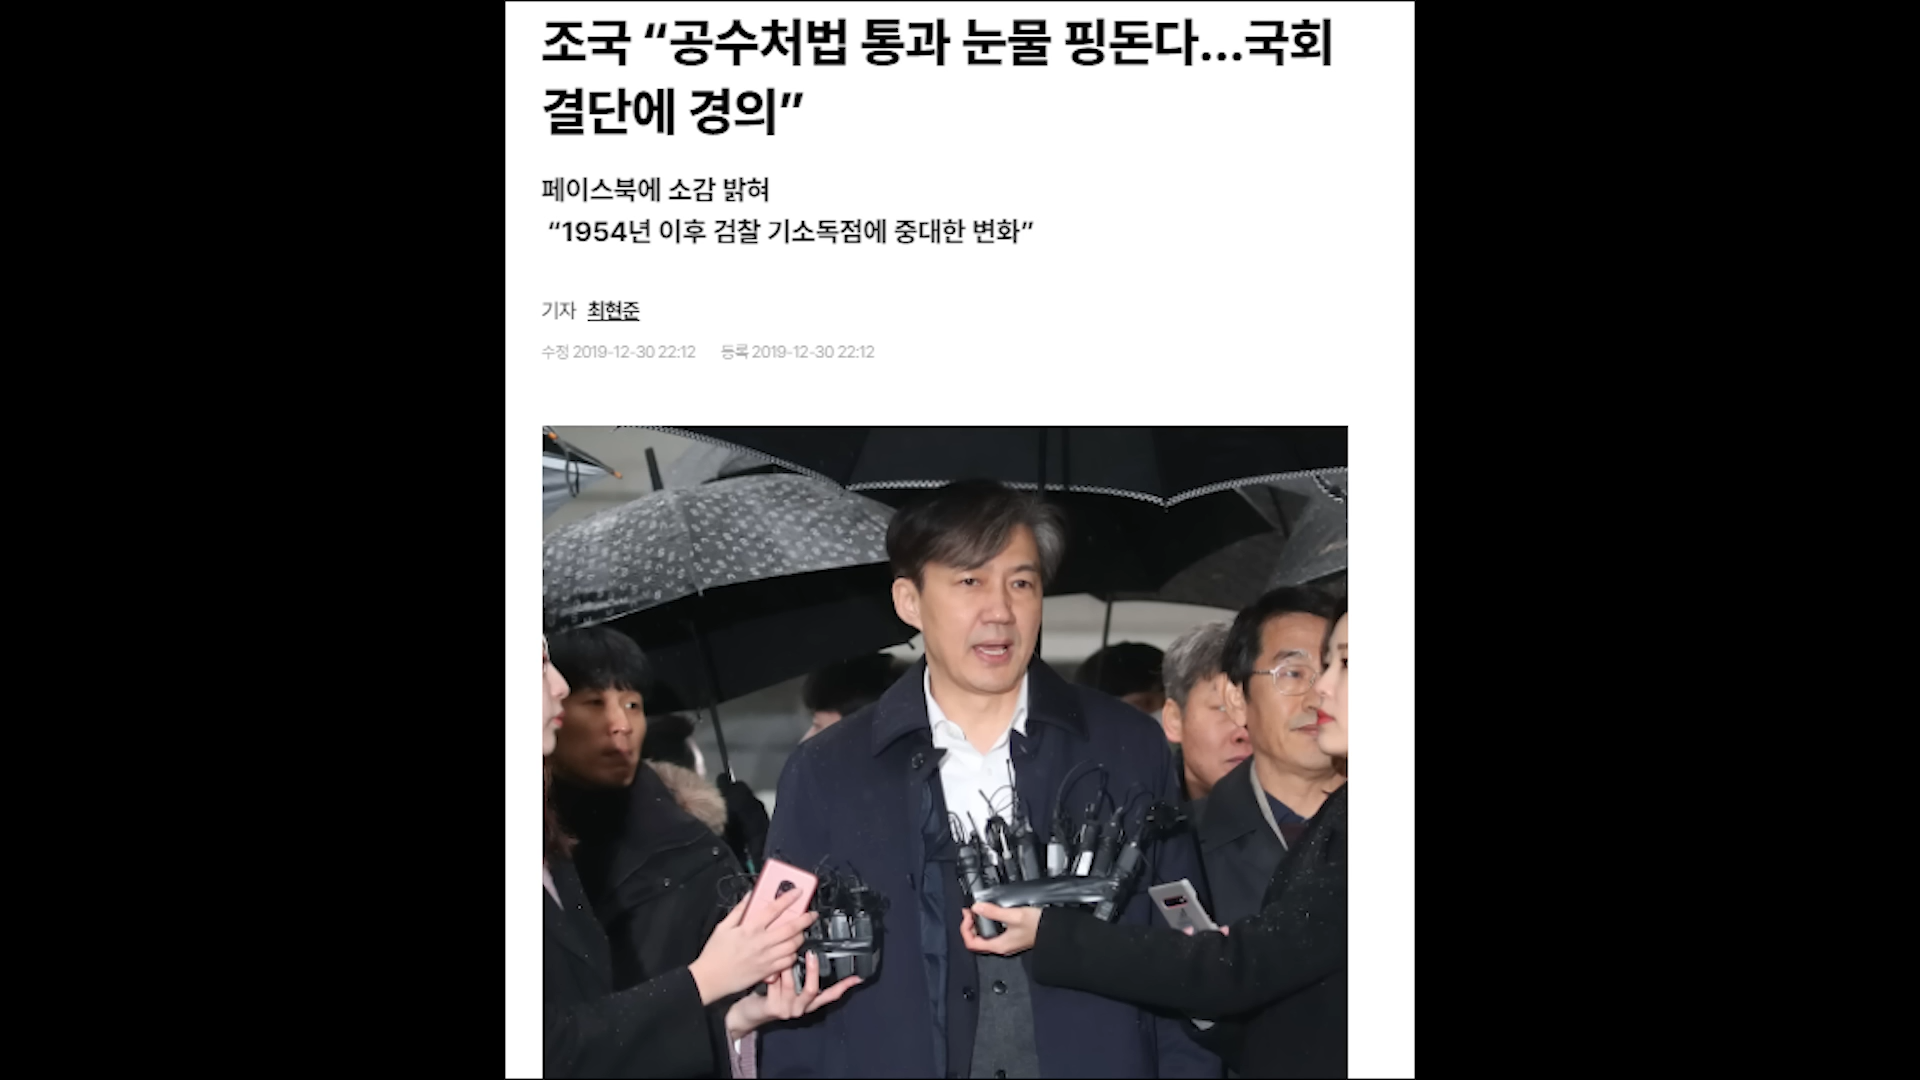 조국 “공수처법 통과 눈물 핑돈다…국회
결단에 경의”
페이스북에 소감 밝혀
“1954년 이후 검찰 기소독점에 중대한 변화”
기자 최현준
수정 2019-12-30 22:12 등록 2019-12-30 22:12